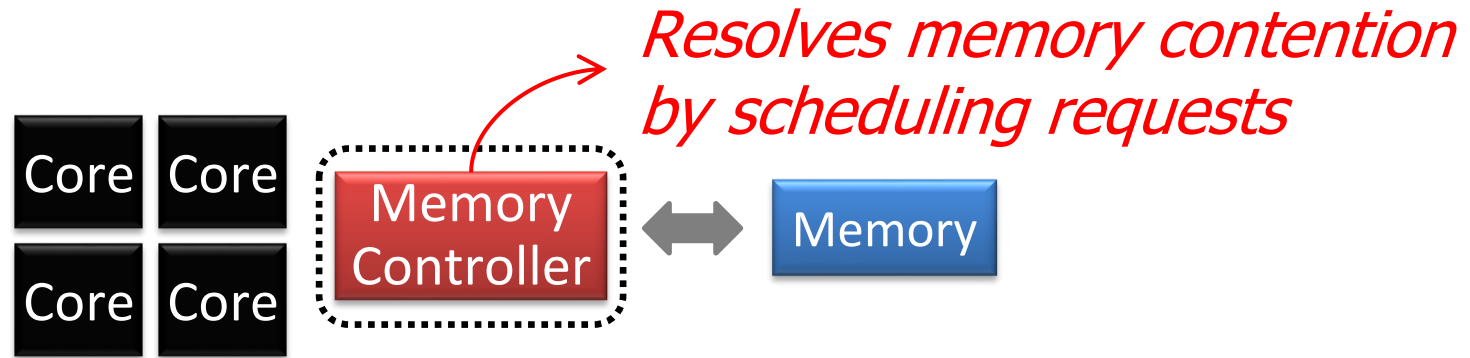 Resolves memory contention
by scheduling requests
Core Core
Core Core
Memory
Controller
Memory